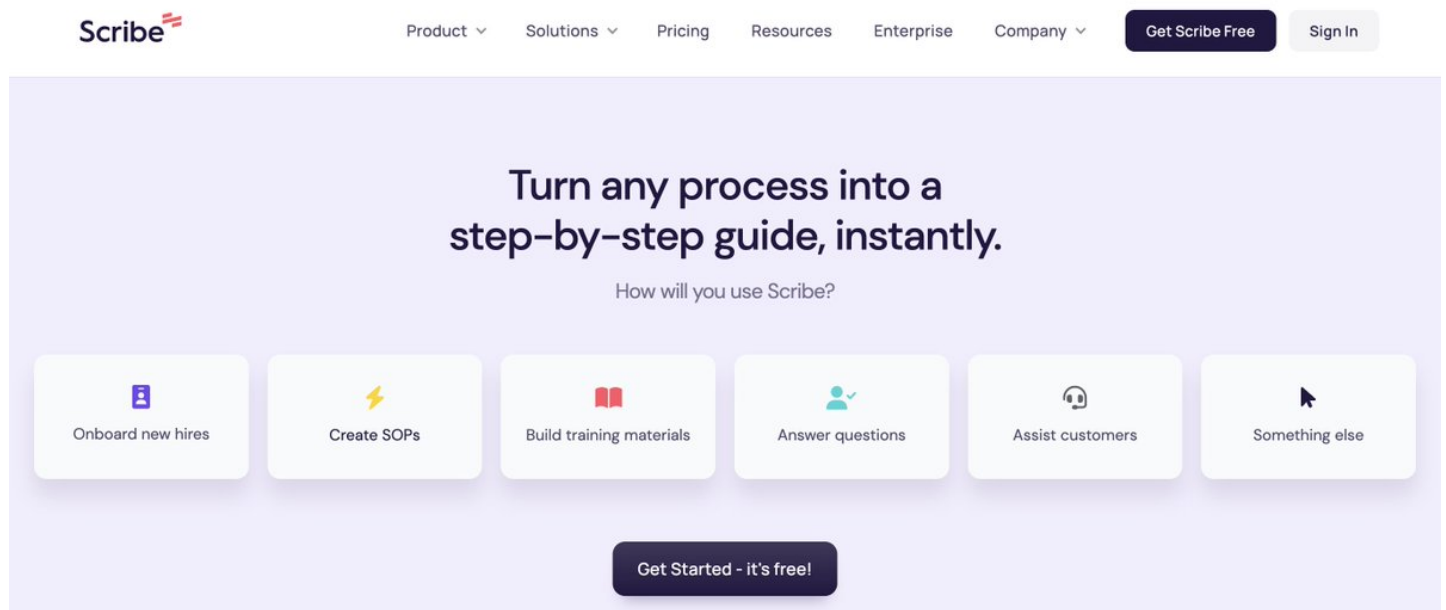 Scribe
Product
Solutions
Pricing
Resources
Enterprise
Company
Get Scribe Free
Sign In
Turn any process into a
step-by-step guide, instantly.
How will you use Scribe?
Onboard new hires
Create SOPs
Build training materials
Answer questions
Assist customers
Something else
Get Started - it's free!